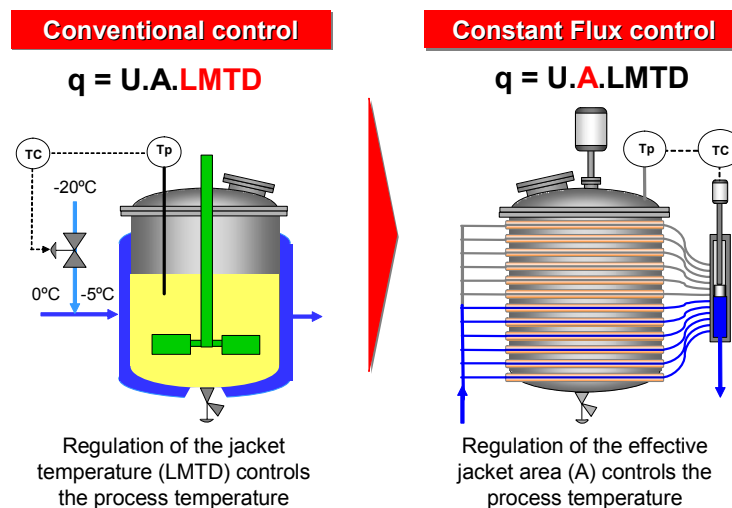 Conventional control
q = U.A.LMTD
TC
Tp
-20ºC
0ºC
-5ºC
Regulation of the jacket
temperature (LMTD) controls
the process temperature
Constant Flux control
q = U.A.LMTD
Tp
TC
Regulation of the effective
jacket area (A) controls the
process temperature